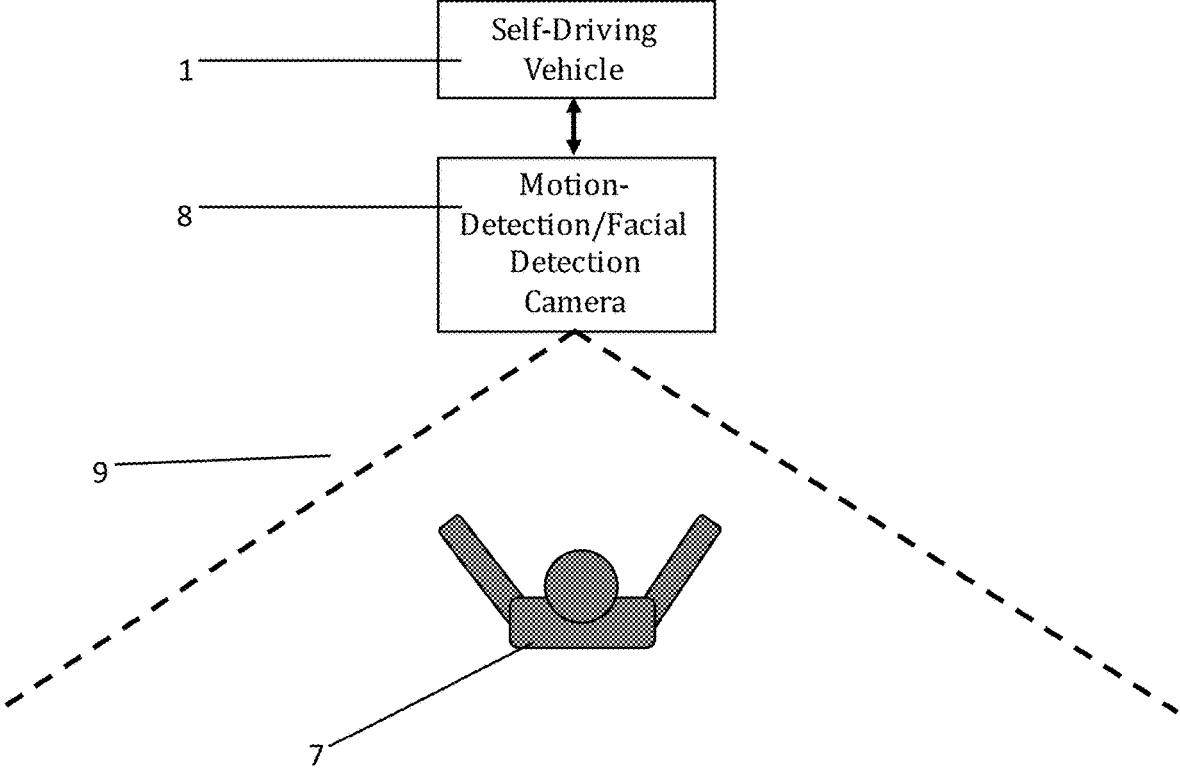 Self-Driving
Vehicle
1
Motion-
Detection/Facial
Detection
Camera
8
9
7